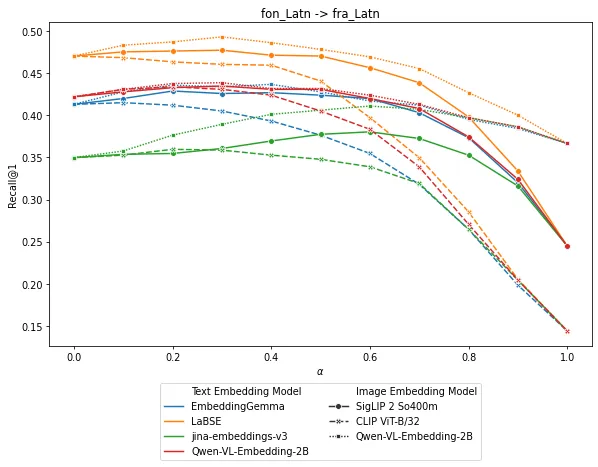 fon_Latn -> fra_Latn
Recall@1
0.50
0.45
0.40
0.35
0.30
0.25
0.20
0.15
0.0
0.2
0.4
0.6
0.8
1.0
α
Text Embedding Model
EmbeddingGemma
LaBSE
jina-embeddings-v3
Qwen-VL-Embedding-2B
Image Embedding Model
SigLIP 2 So400m
CLIP ViT-B/32
Qwen-VL-Embedding-2B